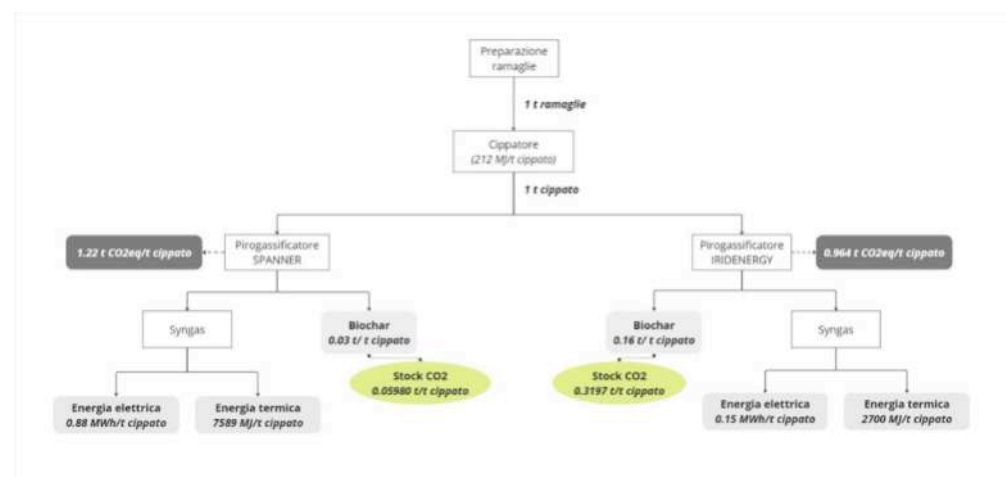 Preparazione
ramaglie
1 t ramaglie
Cippatore
(212 MJ/t cippato)
1 t cippato
1.22 t CO2eq/t cippato
Pirogassificatore
SPANNER
Pirogassificatore
IRIDENERGY
0.964 t CO2eq/t cippato
Syngas
Biochar
0.03 t/ t cippato
Biochar
0.16 t/ t cippato
Syngas
Stock CO2
0.05980 t/t cippato
Stock CO2
0.3197 t/t cippato
Energia elettrica
0.88 MWh/t cippato
Energia termica
7589 MJ/t cippato
Energia elettrica
0.15 MWh/t cippato
Energia termica
2700 MJ/t cippato